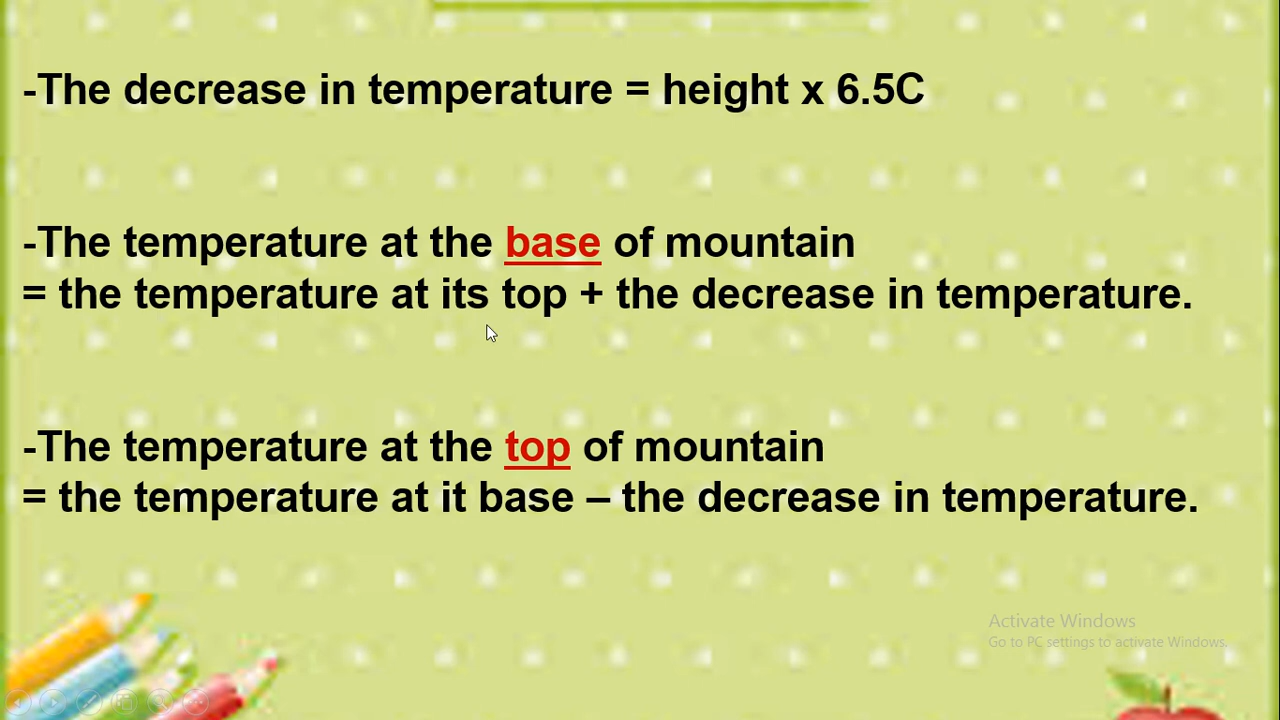 -The decrease in temperature = height x 6.5C
-The temperature at the base of mountain
= the temperature at its top + the decrease in temperature.
-The temperature at the top of mountain
= the temperature at it base – the decrease in temperature.
Activate Windows
Go to PC settings to activate Windows.